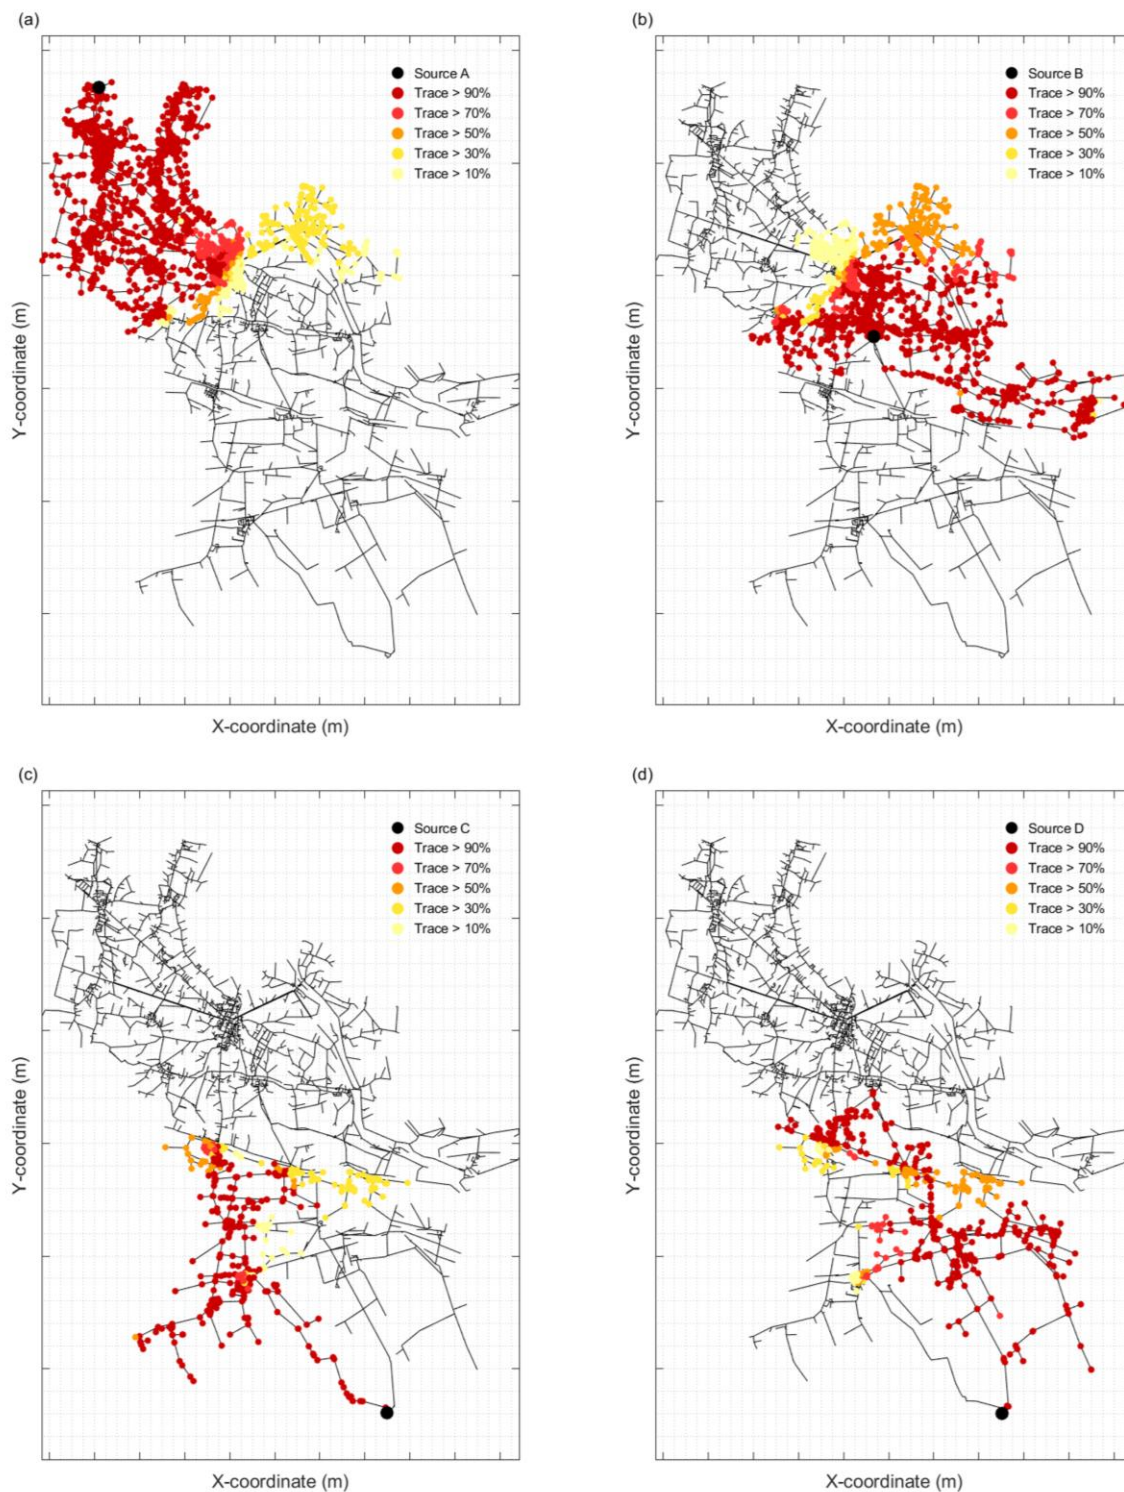 (a)
Source A
Trace > 90%
Trace > 70%
Trace > 50%
Trace > 30%
Trace > 10%
Y-coordinate (m)
X-coordinate (m)
(b)
Source B
Trace > 90%
Trace > 70%
Trace > 50%
Trace > 30%
Trace > 10%
Y-coordinate (m)
X-coordinate (m)
(c)
Source C
Trace > 90%
Trace > 70%
Trace > 50%
Trace > 30%
Trace > 10%
Y-coordinate (m)
X-coordinate (m)
(d)
Source D
Trace > 90%
Trace > 70%
Trace > 50%
Trace > 30%
Trace > 10%
Y-coordinate (m)
X-coordinate (m)